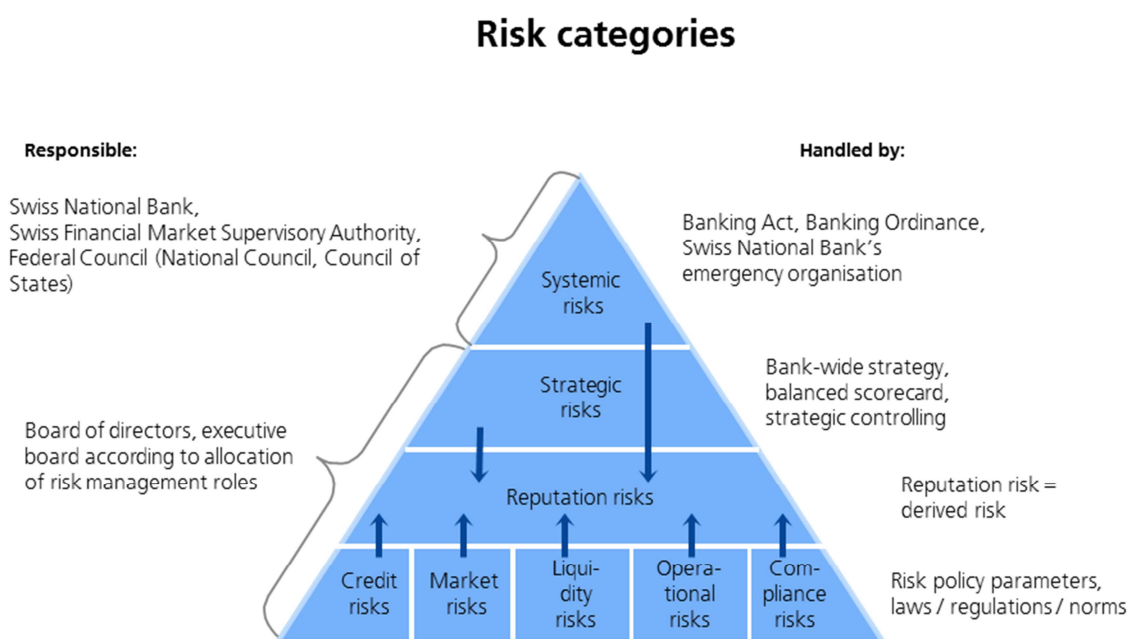 Risk categories
Responsible:
Handled by:
Swiss National Bank,
Swiss Financial Market Supervisory Authority,
Federal Council (National Council, Council of
States)
Banking Act, Banking Ordinance,
Swiss National Bank's
emergency organisation
Systemic
risks
Strategic
risks
Bank-wide strategy,
balanced scorecard,
strategic controlling
Board of directors, executive
board according to allocation
of risk management roles
Reputation risks
Reputation risk =
derived risk
Credit
risks
Market
risks
Liqui-
dity
risks
Opera-
tional
risks
Com-
pliance
risks
Risk policy parameters,
laws / regulations / norms